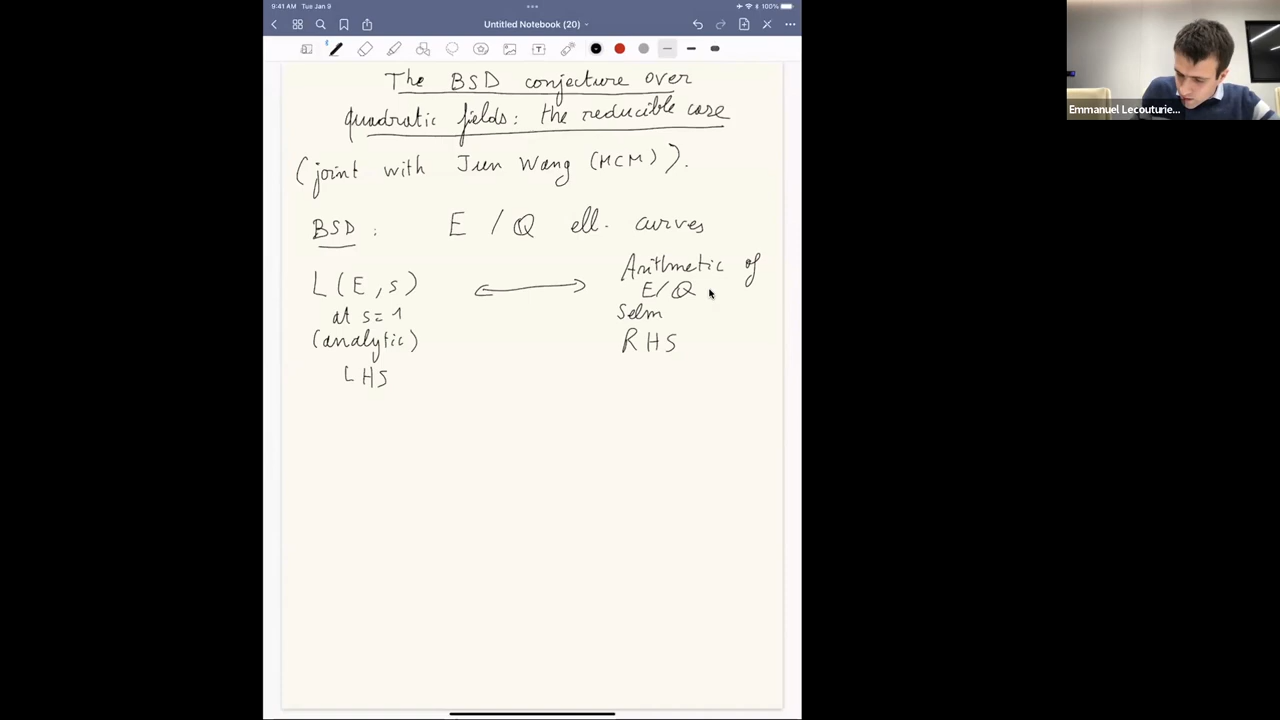 9:41 AM Tue Jan 9
100%
Untitled Notebook (20)
The BSD conjecture over
quadratic fields: the reducible case
(joint with Jun Wang (MCM)).
BSD : E / Q ell. curves
L(E,s) Arithmetic of
E/Q
at s=1 Selm
(analytic) RHS
LHS
Emmanuel Lecouturie...